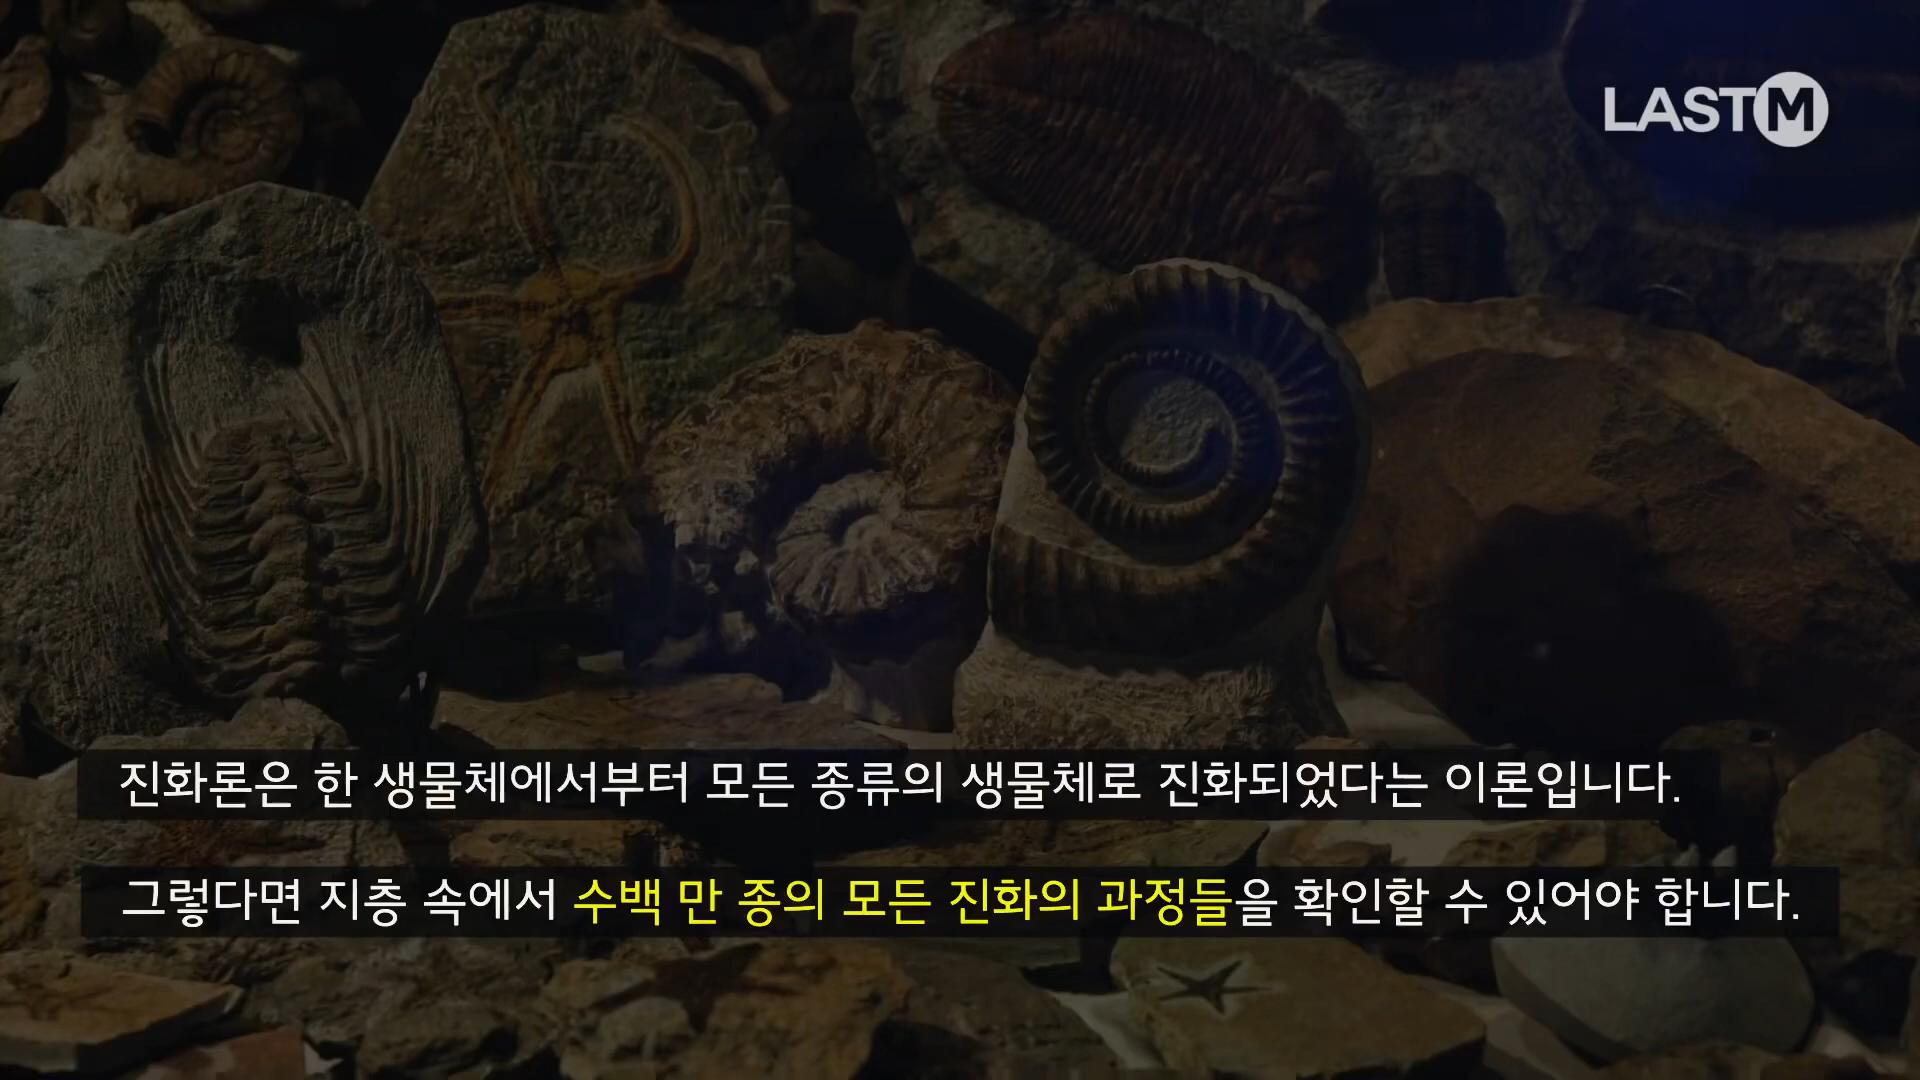 LASTM
진화론은 한 생물체에서부터 모든 종류의 생물체로 진화되었다는 이론입니다.
그렇다면 지층 속에서 수백 만 종의 모든 진화의 과정들을 확인할 수 있어야 합니다.